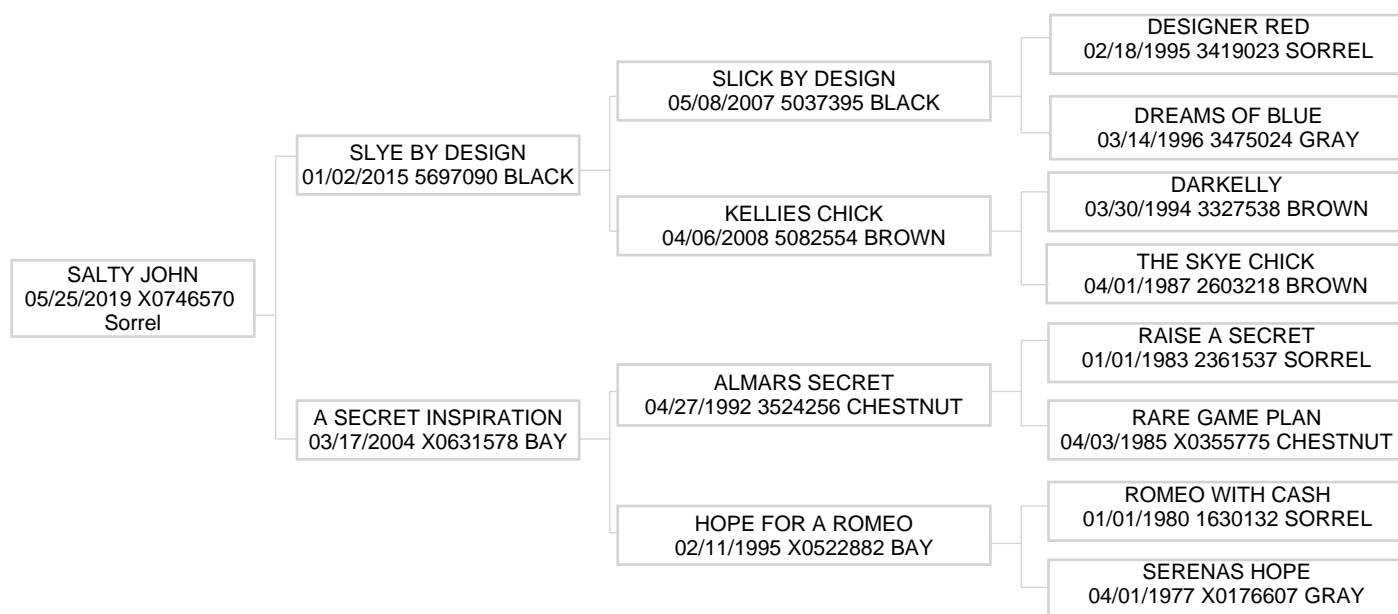 SALTY JOHN
05/25/2019 X0746570
Sorrel
SLYE BY DESIGN
01/02/2015 5697090 BLACK
A SECRET INSPIRATION
03/17/2004 X0631578 BAY
SLICK BY DESIGN
05/08/2007 5037395 BLACK
KELLIES CHICK
04/06/2008 5082554 BROWN
ALMARS SECRET
04/27/1992 3524256 CHESTNUT
HOPE FOR A ROMEO
02/11/1995 X0522882 BAY
DESIGNER RED
02/18/1995 3419023 SORREL
DREAMS OF BLUE
03/14/1996 3475024 GRAY
DARKELLY
03/30/1994 3327538 BROWN
THE SKYE CHICK
04/01/1987 2603218 BROWN
RAISE A SECRET
01/01/1983 2361537 SORREL
RARE GAME PLAN
04/03/1985 X0355775 CHESTNUT
ROMEO WITH CASH
01/01/1980 1630132 SORREL
SERENAS HOPE
04/01/1977 X0176607 GRAY